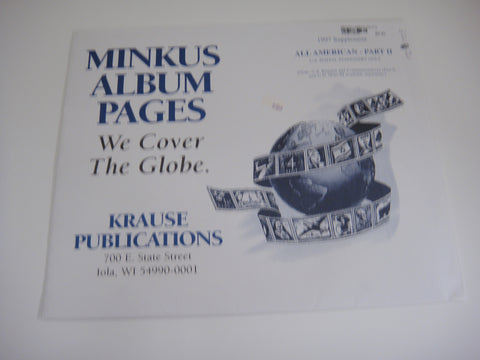 MINKUS
ALBUM
PAGES
We Cover
The Globe.
KRAUSE
PUBLICATIONS
700 E. State Street
Iola, WI 54990-0001
1997 Supplement
ALL AMERICAN - PART II